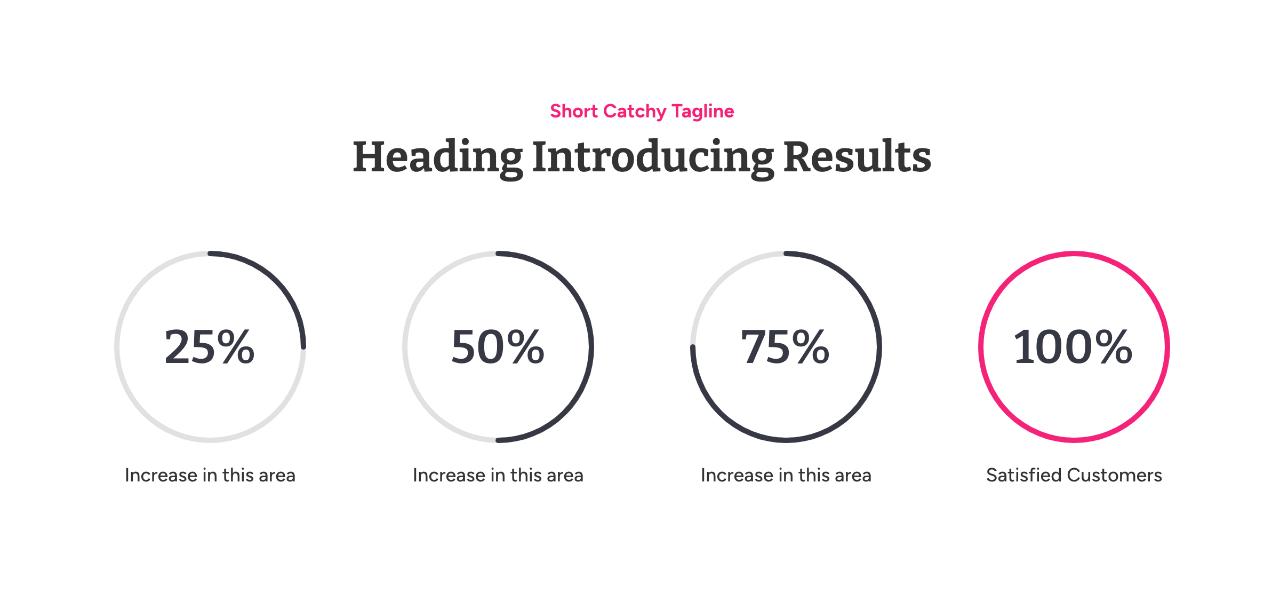 Short Catchy Tagline
Heading Introducing Results
25%
50%
75%
100%
Increase in this area
Increase in this area
Increase in this area
Satisfied Customers